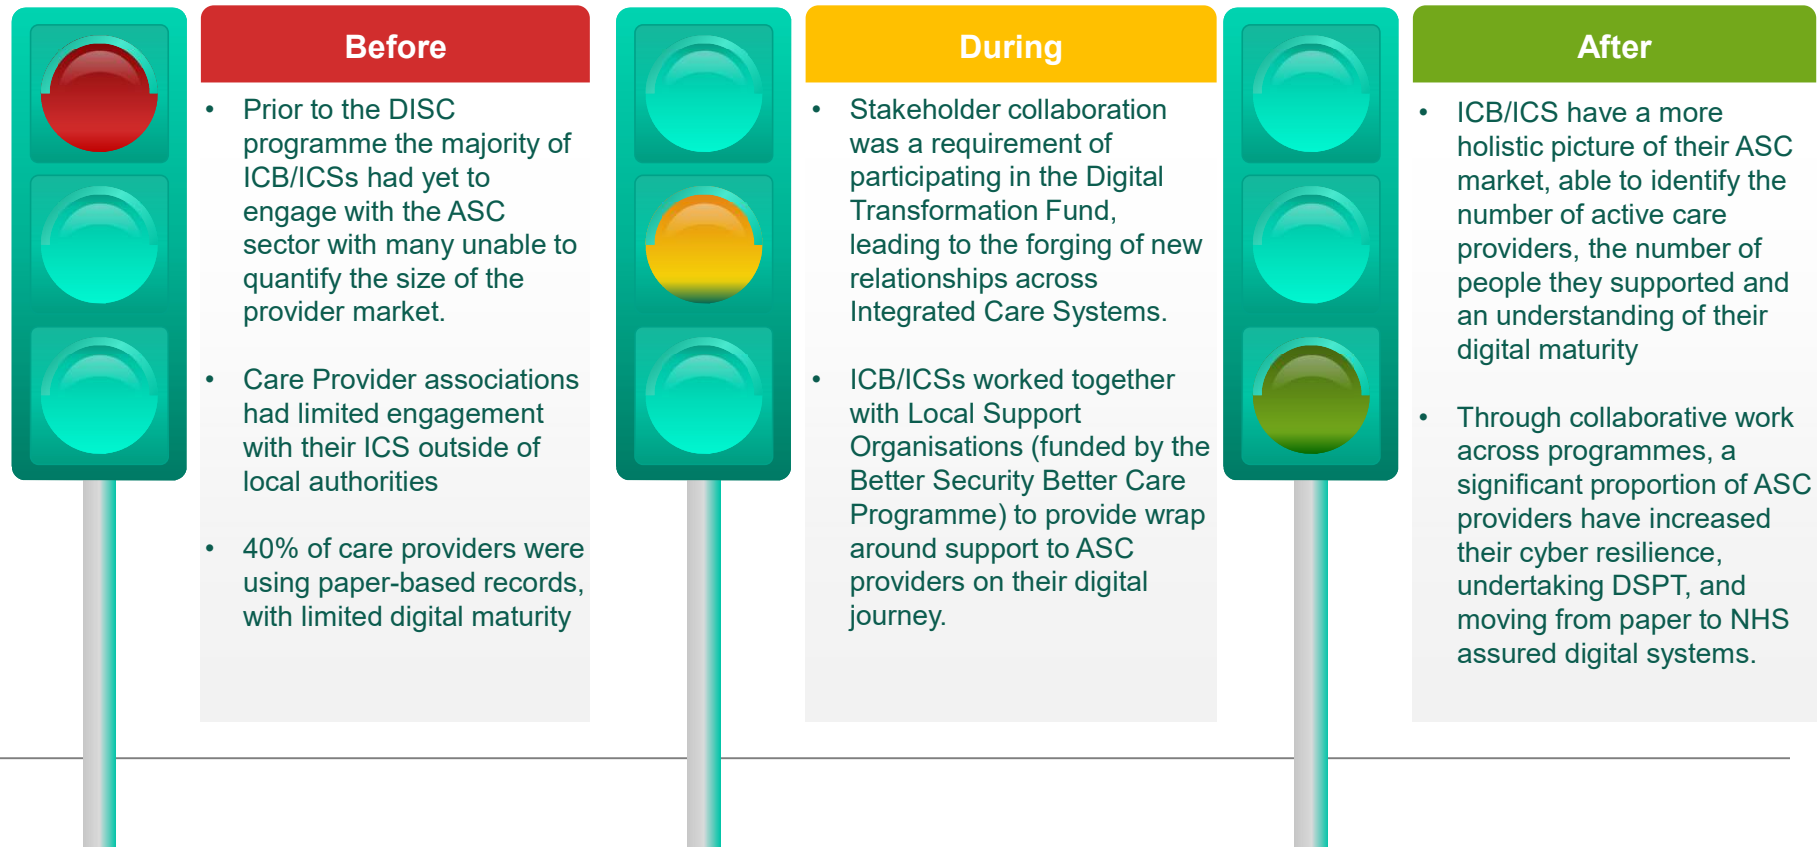 Before
• Prior to the DISC
programme the majority of
ICB/ICSs had yet to
engage with the ASC
sector with many unable to
quantify the size of the
provider market.
• Care Provider associations
had limited engagement
with their ICS outside of
local authorities
• 40% of care providers were
using paper-based records,
with limited digital maturity
During
• Stakeholder collaboration
was a requirement of
participating in the Digital
Transformation Fund,
leading to the forging of new
relationships across
Integrated Care Systems.
• ICB/ICSs worked together
with Local Support
Organisations (funded by the
Better Security Better Care
Programme) to provide wrap
around support to ASC
providers on their digital
journey.
After
• ICB/ICS have a more
holistic picture of their ASC
market, able to identify the
number of active care
providers, the number of
people they supported and
an understanding of their
digital maturity
• Through collaborative work
across programmes, a
significant proportion of ASC
providers have increased
their cyber resilience,
undertaking DSPT, and
moving from paper to NHS
assured digital systems.